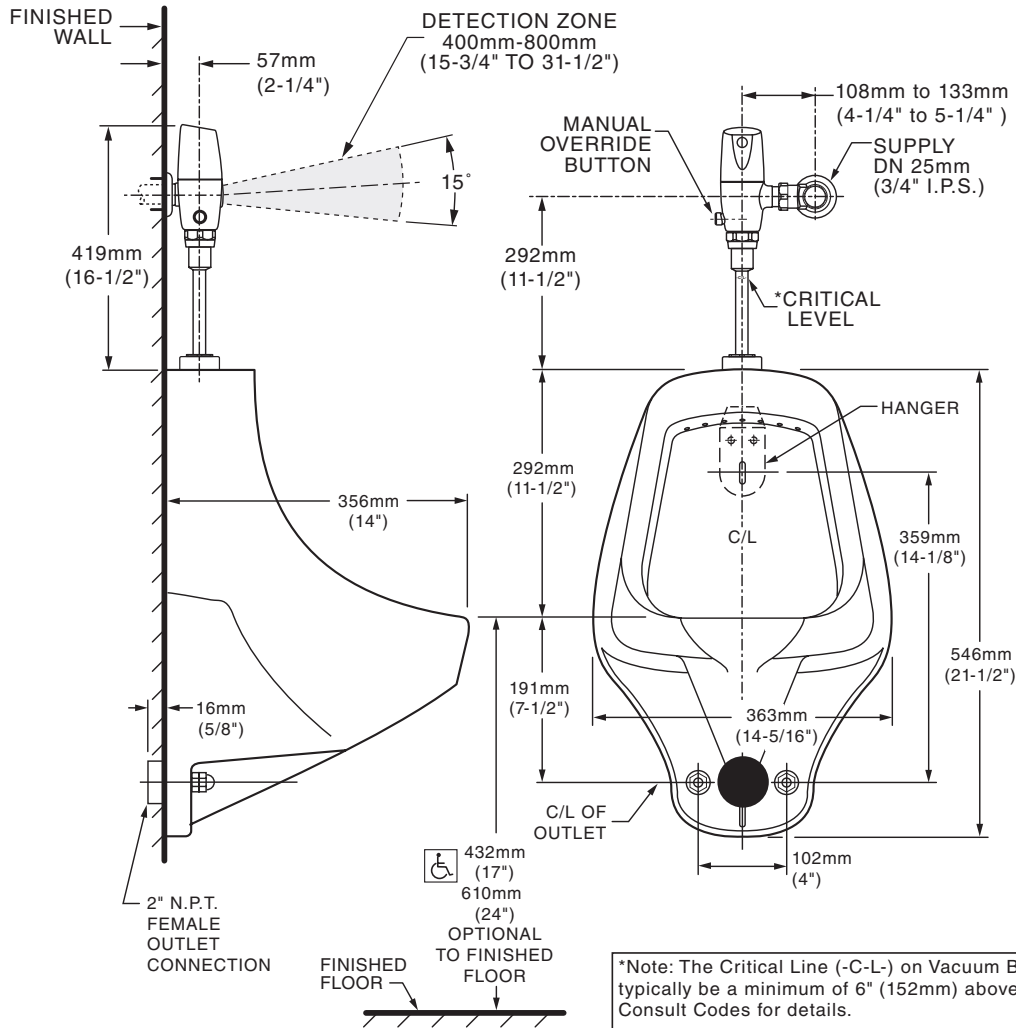 FINISHED
WALL
57mm
(2-1/4")
DETECTION ZONE
400mm-800mm
(15-3/4" TO 31-1/2")
15°
419mm
(16-1/2")
MANUAL
OVERRIDE
BUTTON
108mm to 133mm
(4-1/4" to 5-1/4" )
SUPPLY
DN 25mm
(3/4" I.P.S.)
292mm
(11-1/2")
*CRITICAL
LEVEL
HANGER
292mm
(11-1/2")
356mm
(14")
C/L
359mm
(14-1/8")
546mm
(21-1/2")
191mm
(7-1/2")
363mm
(14-5/16")
16mm
(5/8")
C/L OF
OUTLET
102mm
(4")
432mm
(17")
610mm
(24")
OPTIONAL
TO FINISHED
FLOOR
2" N.P.T.
FEMALE
OUTLET
CONNECTION
FINISHED
FLOOR
*Note: The Critical Line (-C-L-) on Vacuum B
typically be a minimum of 6" (152mm) above
Consult Codes for details.